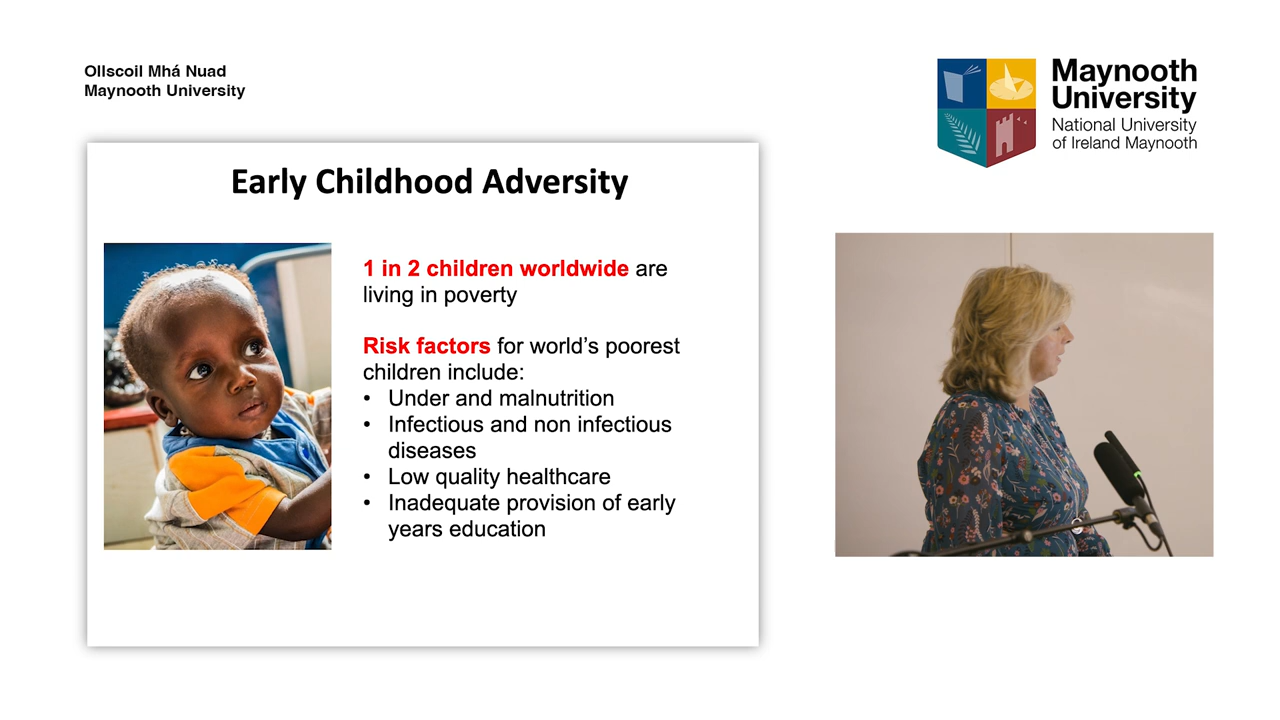 Ollscoil Mhá Nuad
Maynooth University
Maynooth
University
National University
of Ireland Maynooth
Early Childhood Adversity
1 in 2 children worldwide are
living in poverty
Risk factors for world’s poorest
children include:
• Under and malnutrition
• Infectious and non infectious
diseases
• Low quality healthcare
• Inadequate provision of early
years education